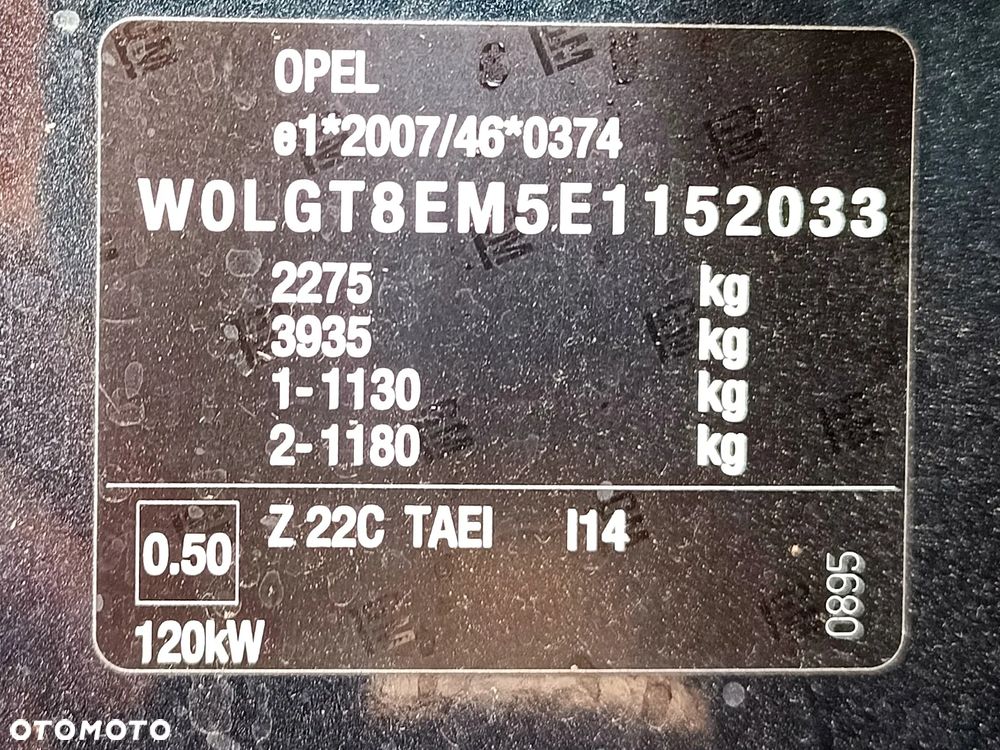 OPEL
e1*2007/46*0374
W0LGT8EM5E1152033
2275 kg
3935 kg
1-1130 kg
2-1180 kg
0.50
Z 22C TAEI I14
120kW
0895
OTOMOTO